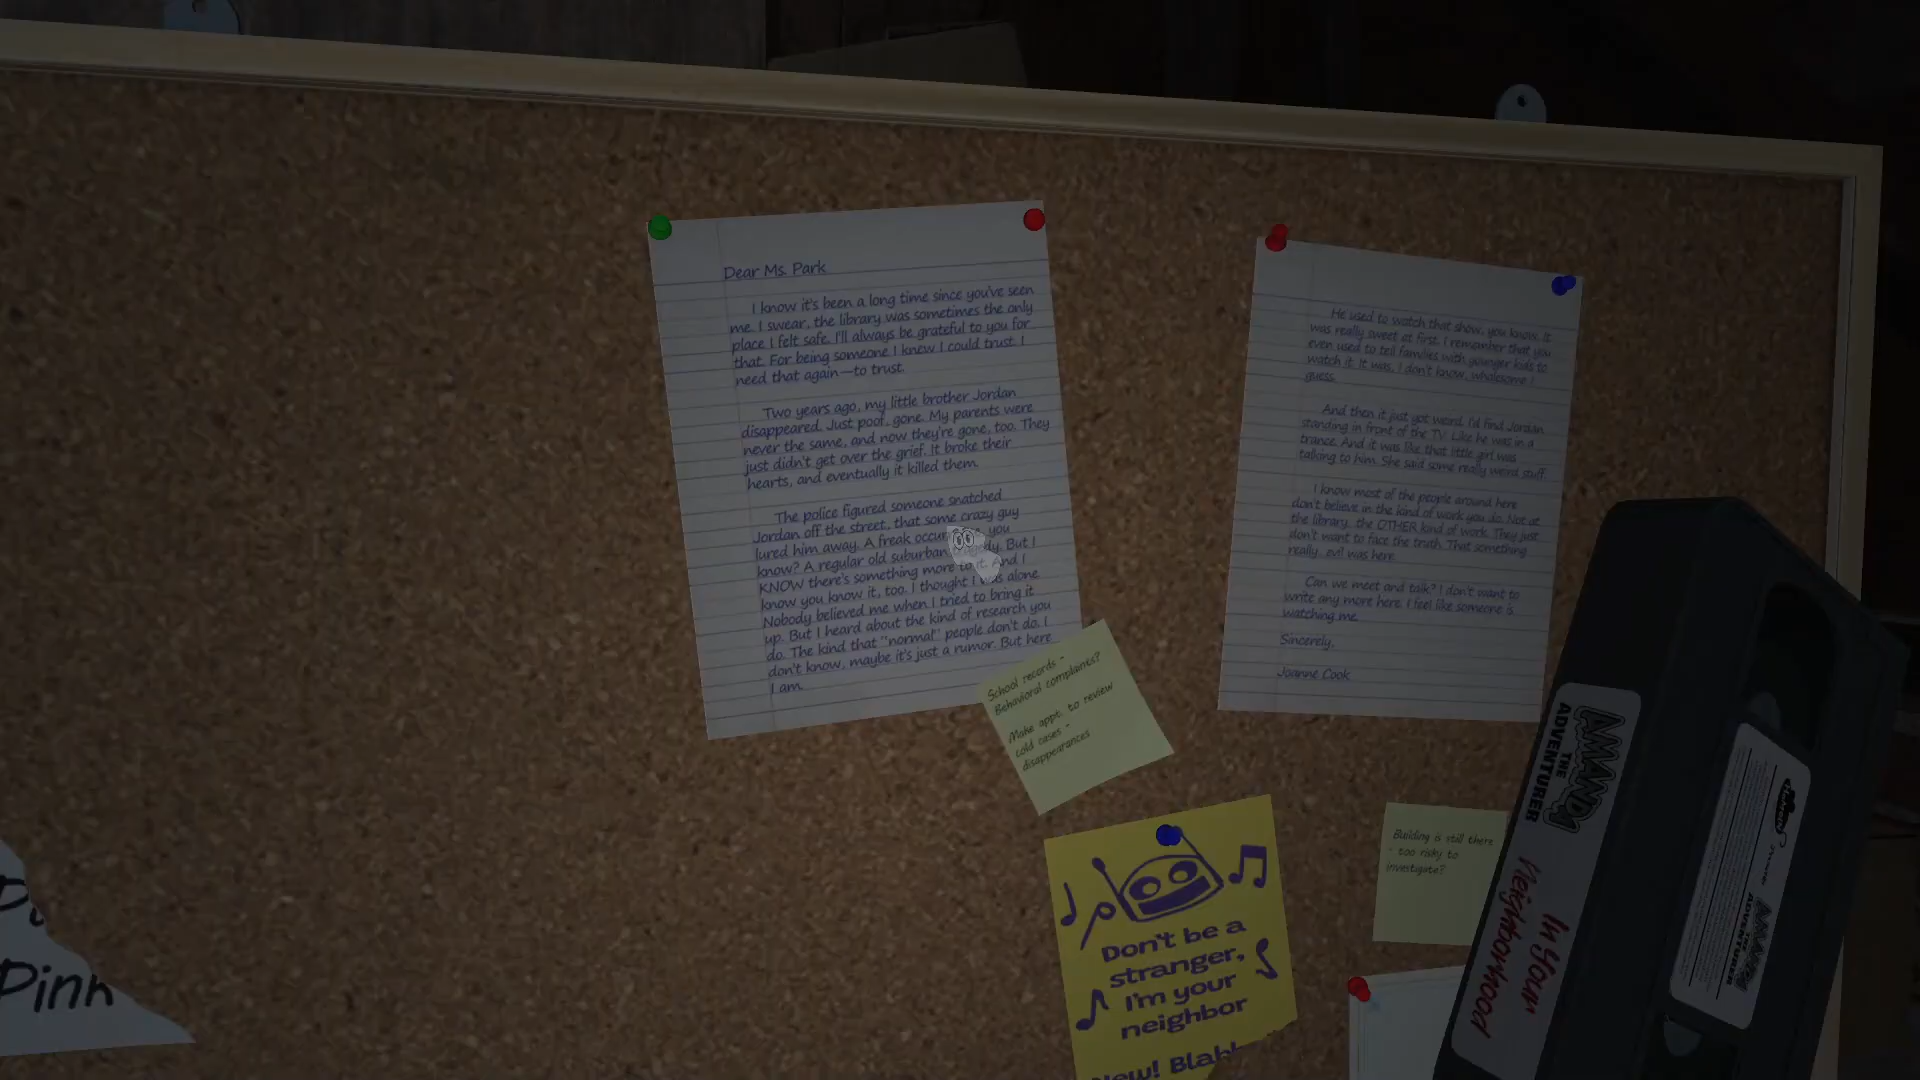 Dear Ms. Park
I know it's been a long time since you've seen
me. I swear, the library was sometimes the only
place I felt safe. I'll always be grateful to you for
that. For being someone I knew I could trust. I
need that again—to trust.
Two years ago, my little brother Jordan
disappeared. Just poof, gone. My parents were
never the same, and now they're gone, too. They
just didn't get over the grief. It broke their
hearts, and eventually it killed them.
The police figured someone snatched
Jordan off the street, that some crazy guy
lured him away. A freak you
know? A regular old suburban But I
KNOW there's something more to it. And I
know you know it, too. I thought I was alone
Nobody believed me when I tried to bring it
up. But I heard about the kind of research you
do. The kind that "normal" people don't do. I
don't know, maybe it's just a rumor. But here
I am.
He used to watch that show, you know, it
was really sweet at first. I remember that you
even used to tell families with younger kids to
watch it. It was, I don't know, wholesome I
guess.
And then it just got weird. I'd find Jordan
standing in front of the TV. Like he was in a
trance. And it was like that little girl was
talking to him. She said some really weird stuff.
I know most of the people around here
don't believe in the kind of work you do. Not at
the library, the OTHER kind of work. They just
don't want to face the truth. That something
really...evil was here.
Can we meet and talk? I don't want to
write any more here. I feel like someone is
watching me.
Sincerely,
Joanne Cook
School records -
Behavioral complaints?
Make appt. to review
cold cases -
disappearances
Don't be a
stranger,
I'm your
neighbor
Building is still there
- too risky to
investigate?
AMANDA
THE
ADVENTURER
In Your
Neighborhood
AMANDA
THE
ADVENTURER